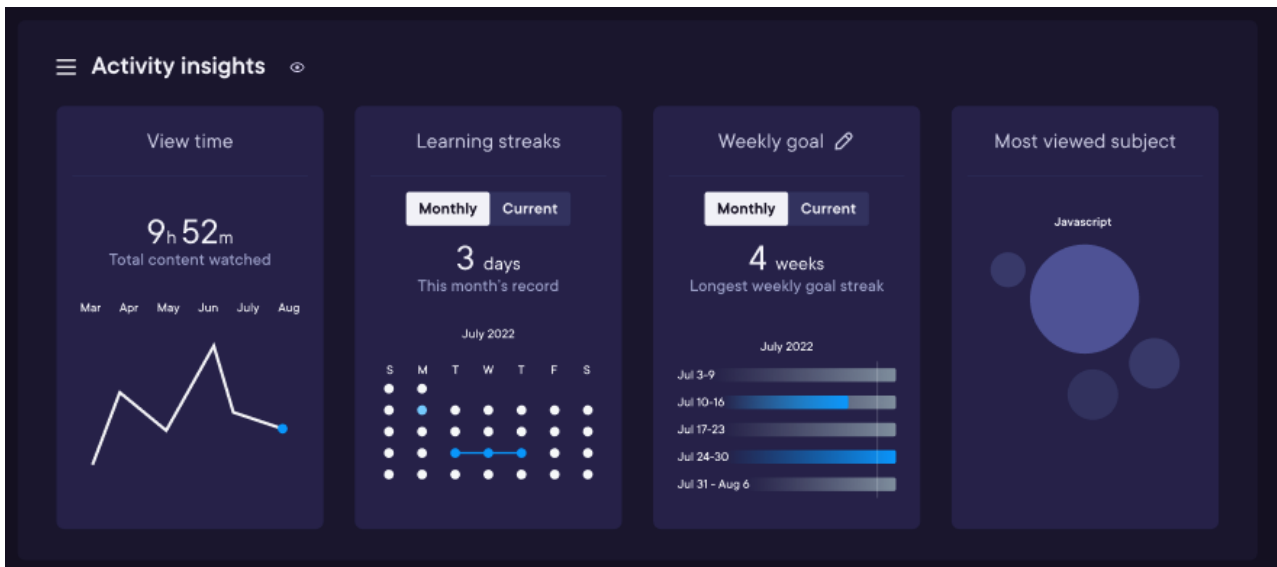 Activity insights
View time
9h 52m
Total content watched
Mar Apr May Jun July Aug
Learning streaks
Monthly Current
3 days
This month's record
July 2022
S M T W T F S
Weekly goal
Monthly Current
4 weeks
Longest weekly goal streak
July 2022
Jul 3-9
Jul 10-16
Jul 17-23
Jul 24-30
Jul 31 - Aug 6
Most viewed subject
Javascript